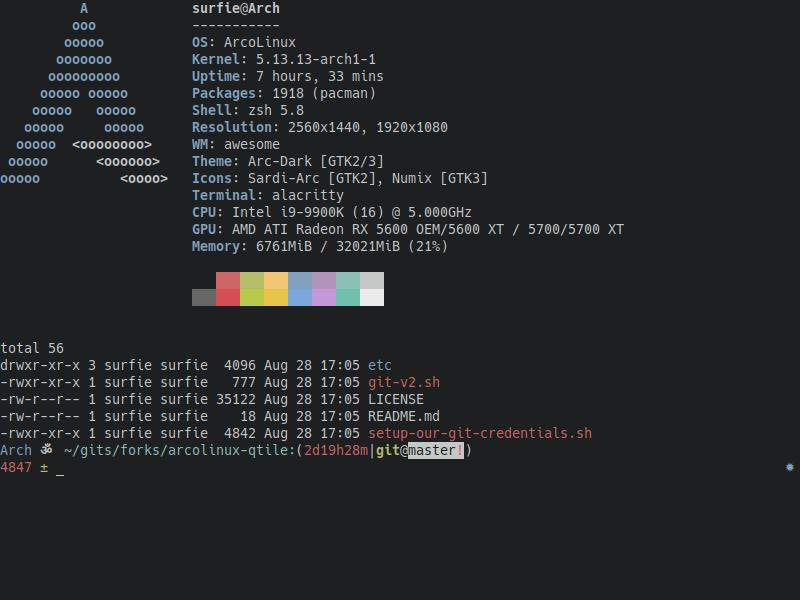 A surfie@Arch
ooo -----------
ooooo OS: ArcoLinux
ooooooo Kernel: 5.13.13-arch1-1
ooooooooo Uptime: 7 hours, 33 mins
ooooo ooooo Packages: 1918 (pacman)
ooooo ooooo Shell: zsh 5.8
ooooo ooooo Resolution: 2560x1440, 1920x1080
ooooo <oooooooo> WM: awesome
ooooo <oooooo> Theme: Arc-Dark [GTK2/3]
ooooo <oooo> Icons: Sardi-Arc [GTK2], Numix [GTK3]
Terminal: alacritty
CPU: Intel i9-9900K (16) @ 5.000GHz
GPU: AMD ATI Radeon RX 5600 OEM/5600 XT / 5700/5700 XT
Memory: 6761MiB / 32021MiB (21%)
total 56
drwxr-xr-x 3 surfie surfie 4096 Aug 28 17:05 etc
-rwxr-xr-x 1 surfie surfie 777 Aug 28 17:05 git-v2.sh
-rw-r--r-- 1 surfie surfie 35122 Aug 28 17:05 LICENSE
-rw-r--r-- 1 surfie surfie 18 Aug 28 17:05 README.md
-rwxr-xr-x 1 surfie surfie 4842 Aug 28 17:05 setup-our-git-credentials.sh
Arch ॐ ~/gits/forks/arcolinux-qtile:(2d19h28m|git@master!)
4847 ± _ ✹